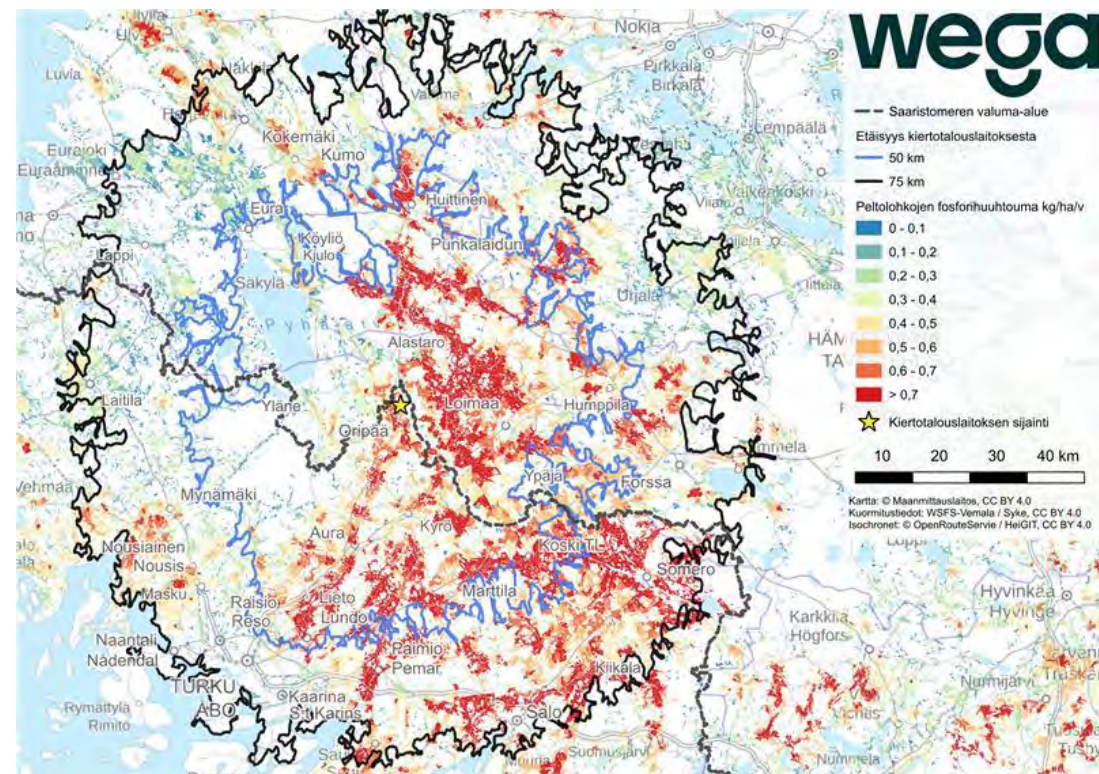 wega
Saaristomeren valuma-alue
Etäisyys kiertotalouslaitoksesta
50 km
75 km
Peltolohkojen fosforihuuhtouma kg/ha/v
0 - 0,1
0,1 - 0,2
0,2 - 0,3
0,3 - 0,4
0,4 - 0,5
0,5 - 0,6
0,6 - 0,7
> 0,7
Kiertotalouslaitoksen sijainti
10 20 30 40 km
Kartta: © Maanmittauslaitos, CC BY 4.0
Kuormitustiedot: WSFS-Vemala / Syke, CC BY 4.0
Isochronet: © OpenRouteServie / HeiGIT, CC BY 4.0
Nokia
Pirkkala
Birkala
Luvia
Lempäälä
Kokemäki
Kumo
Eurajoki
Huittinen
Eura
Punkalaidun
Köyliö
Kjulo
Lappi
Säkylä
Urjala
Alastaro
Laitila
Yläne
Loimaa
Humppila
Oripää
Ypäjä
Forssa
Mynämäki
Aura
Kyrö
Koski TL
Nousiainen
Nousis
Somero
Masku
Marttila
Lieto
Lundo
Raisio
Reso
Karkkila
Högfors
Hyvinkää
Hyvinge
Naantali
Nådendal
Paimio
Pemar
Kiikala
TURKU
ÅBO
Kaarina
S:t Karins
Nurmijärvi
Rymättylä
Rimito
Salo
Suomusjärvi
Nummela